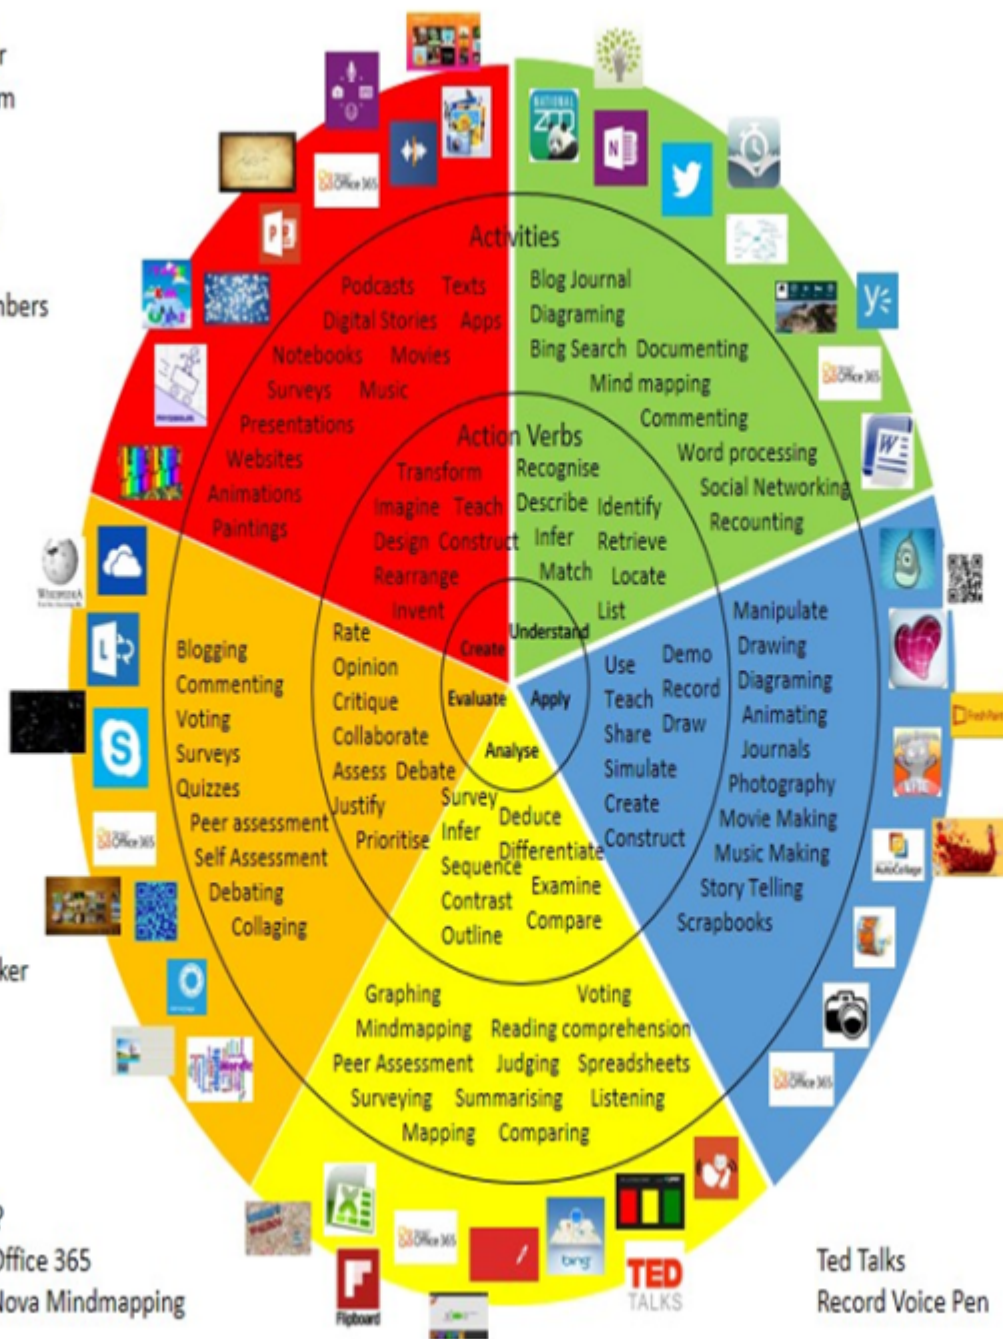 r
m
nbers
ker
?
Office 365
Nova Mindmapping
Ted Talks
Record Voice Pen
Activities
Podcasts Texts
Digital Stories Apps
Notebooks Movies
Surveys Music
Presentations
Websites
Animations
Paintings
Blog Journal
Diagraming
Bing Search Documenting
Mind mapping
Commenting
Word processing
Social Networking
Recounting
Action Verbs
Transform
Imagine Teach
Design Construct
Rearrange
Invent
Recognise
Describe Identify
Infer Retrieve
Match Locate
List
Create
Understand
Evaluate
Apply
Analyse
Rate
Opinion
Critique
Collaborate
Assess Debate
Justify
Prioritise
Blogging
Commenting
Voting
Surveys
Quizzes
Peer assessment
Self Assessment
Debating
Collaging
Use Demo
Teach Record
Share Draw
Simulate
Create
Construct
Manipulate
Drawing
Diagraming
Animating
Journals
Photography
Movie Making
Music Making
Story Telling
Scrapbooks
Survey Deduce
Infer Differentiate
Sequence Examine
Contrast Compare
Outline
Graphing Voting
Mindmapping Reading comprehension
Peer Assessment Judging Spreadsheets
Surveying Summarising Listening
Mapping Comparing
NATIONAL
ZOO
N
P
Office 365
Office 365
W
WIKIPEDIA
L
S
Office 365
X
Office 365
Flipboard
bing
TED
TALKS
Office 365
AutoCollage